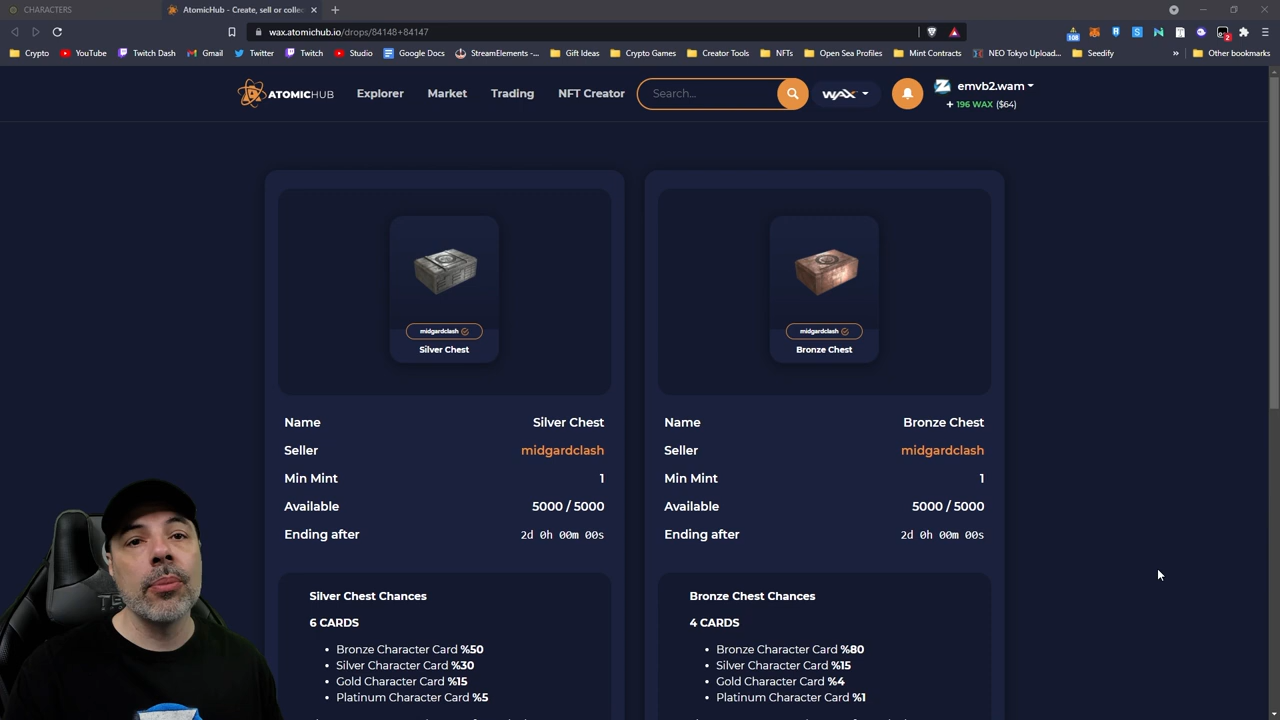 CHARACTERS
AtomicHub - Create, sell or collec
wax.atomichub.io/drops/84148+84147
108
2
Crypto
YouTube
Twitch Dash
Gmail
Twitter
Twitch
Studio
Google Docs
Streamelements -...
Gift Ideas
Crypto Games
Creator Tools
NFTs
Open Sea Profiles
Mint Contracts
NEO Tokyo Upload...
Seedify
»
Other bookmarks
ATOMICHUB
Explorer
Market
Trading
NFT Creator
Search...
WAX
emvb2.wam
+ 196 WAX ($64)
midgardclash
Silver Chest
Name Silver Chest
Seller midgardclash
Min Mint 1
Available 5000 / 5000
Ending after 2d 0h 00m 00s
Silver Chest Chances
6 CARDS
• Bronze Character Card %50
• Silver Character Card %30
• Gold Character Card %15
• Platinum Character Card %5
midgardclash
Bronze Chest
Name Bronze Chest
Seller midgardclash
Min Mint 1
Available 5000 / 5000
Ending after 2d 0h 00m 00s
Bronze Chest Chances
4 CARDS
• Bronze Character Card %80
• Silver Character Card %15
• Gold Character Card %4
• Platinum Character Card %1